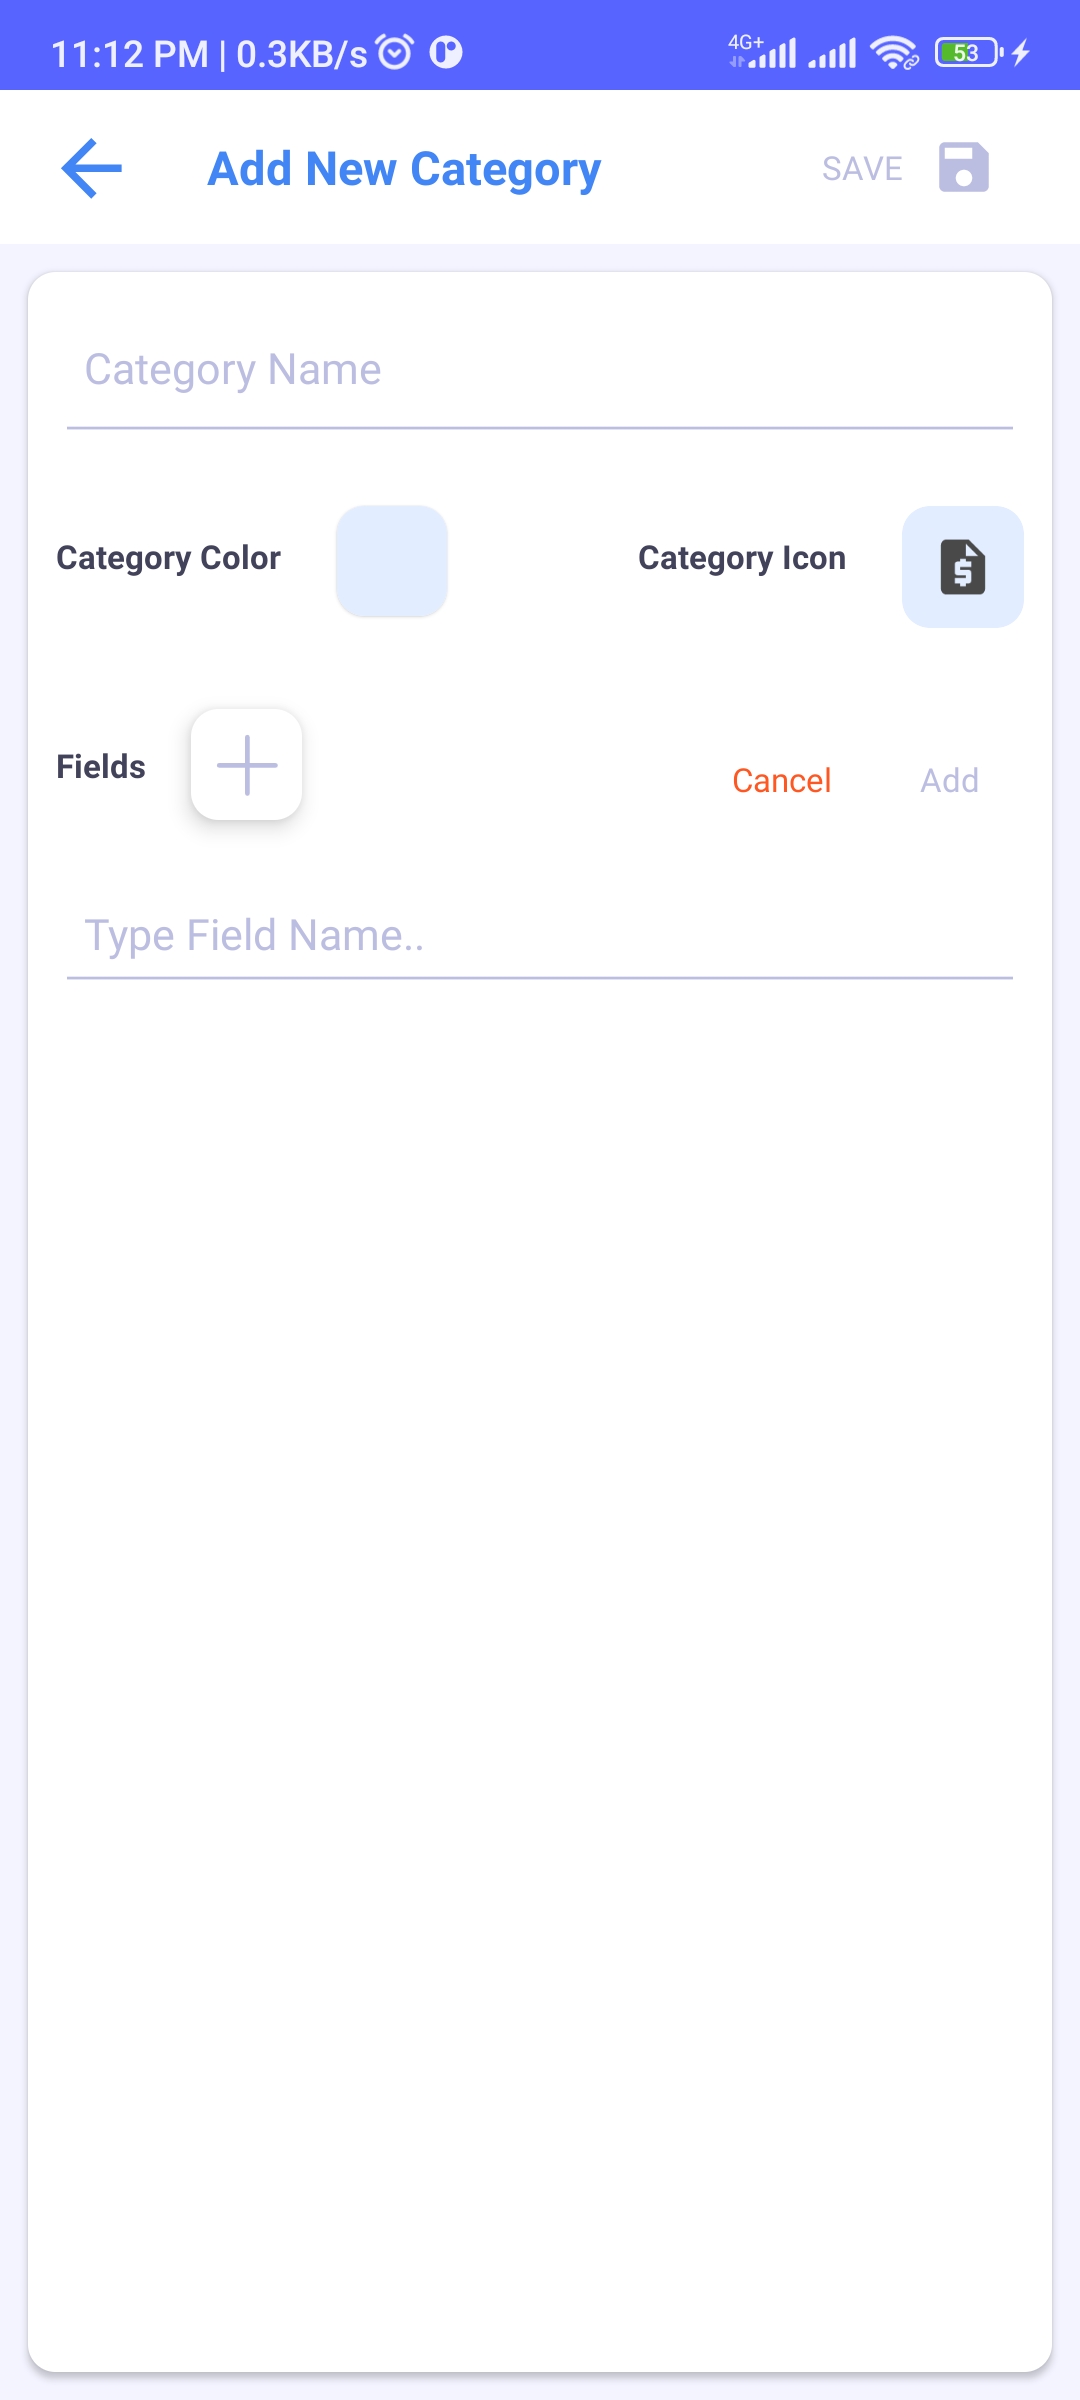 11:12 PM | 0.3KB/s 4G+ 53
Add New Category SAVE
Category Name
Category Color Category Icon
Fields Cancel Add
Type Field Name..